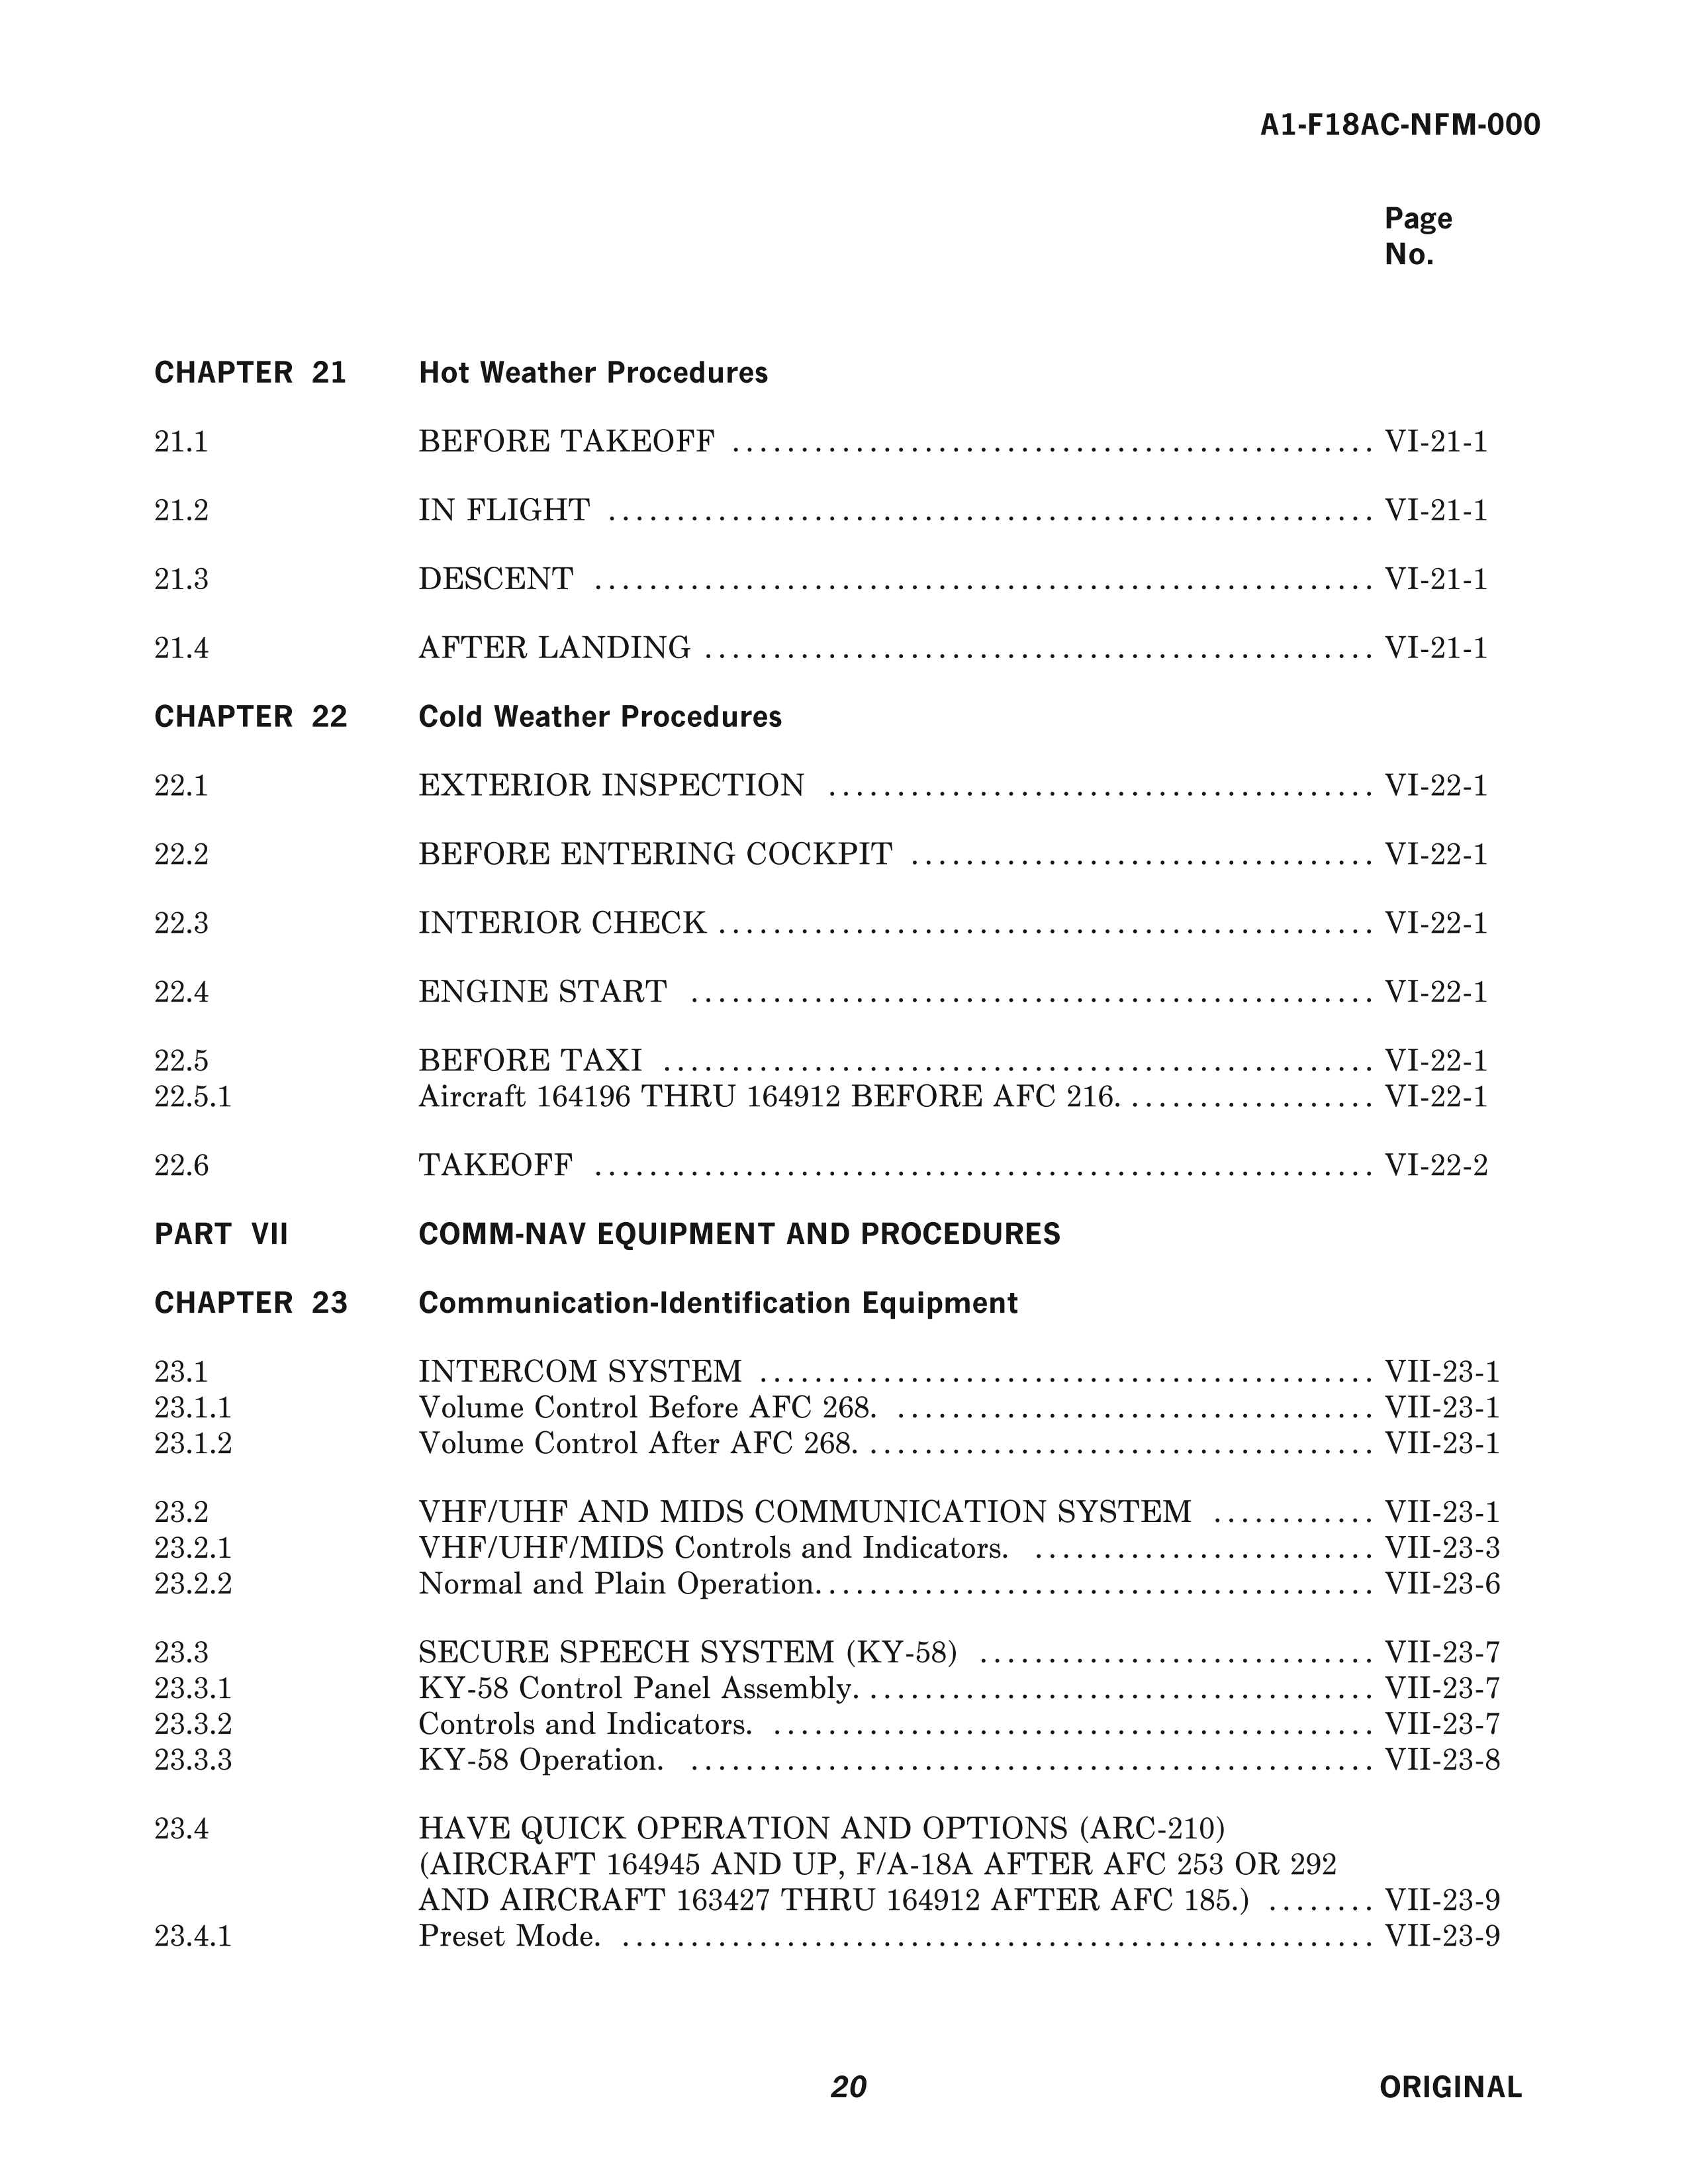 A1-F18AC-NFM-000
Page
No.
CHAPTER 21 Hot Weather Procedures
21.1 BEFORE TAKEOFF ............................................... VI-21-1
21.2 IN FLIGHT ........................................................ VI-21-1
21.3 DESCENT ......................................................... VI-21-1
21.4 AFTER LANDING ................................................. VI-21-1
CHAPTER 22 Cold Weather Procedures
22.1 EXTERIOR INSPECTION ........................................ VI-22-1
22.2 BEFORE ENTERING COCKPIT .................................. VI-22-1
22.3 INTERIOR CHECK ................................................ VI-22-1
22.4 ENGINE START .................................................. VI-22-1
22.5 BEFORE TAXI .................................................... VI-22-1
22.5.1 Aircraft 164196 THRU 164912 BEFORE AFC 216. .................. VI-22-1
22.6 TAKEOFF ......................................................... VI-22-2
PART VII COMM-NAV EQUIPMENT AND PROCEDURES
CHAPTER 23 Communication-Identification Equipment
23.1 INTERCOM SYSTEM ............................................. VII-23-1
23.1.1 Volume Control Before AFC 268. ................................... VII-23-1
23.1.2 Volume Control After AFC 268. ..................................... VII-23-1
23.2 VHF/UHF AND MIDS COMMUNICATION SYSTEM ............ VII-23-1
23.2.1 VHF/UHF/MIDS Controls and Indicators. ......................... VII-23-3
23.2.2 Normal and Plain Operation. ........................................ VII-23-6
23.3 SECURE SPEECH SYSTEM (KY-58) ............................. VII-23-7
23.3.1 KY-58 Control Panel Assembly. ..................................... VII-23-7
23.3.2 Controls and Indicators. ............................................ VII-23-7
23.3.3 KY-58 Operation. .................................................. VII-23-8
23.4 HAVE QUICK OPERATION AND OPTIONS (ARC-210)
(AIRCRAFT 164945 AND UP, F/A-18A AFTER AFC 253 OR 292
AND AIRCRAFT 163427 THRU 164912 AFTER AFC 185.) ........ VII-23-9
23.4.1 Preset Mode. ....................................................... VII-23-9
20 ORIGINAL